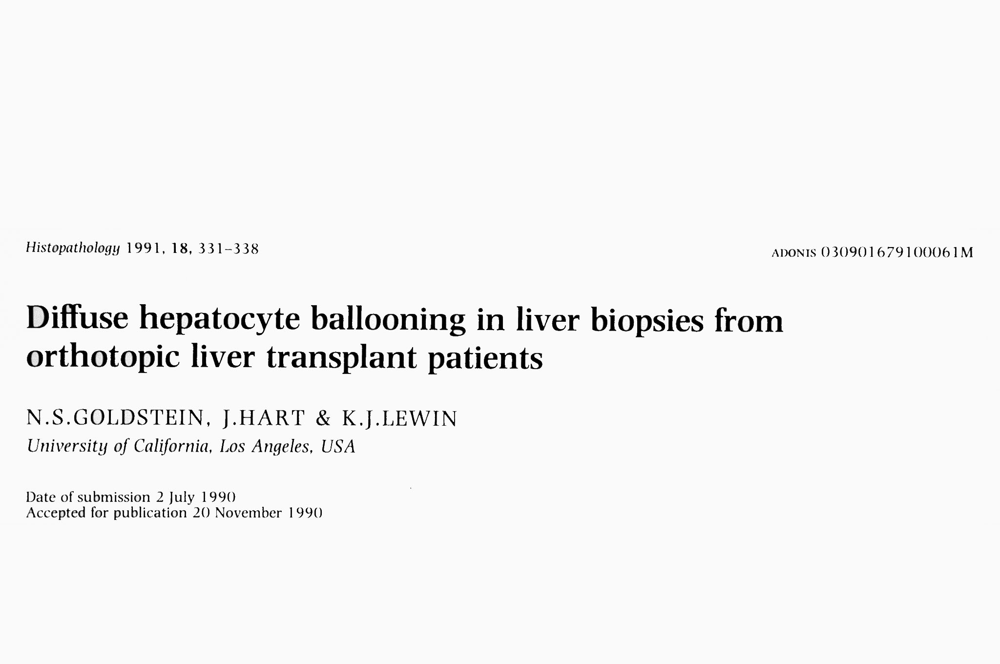 Histopathology 1991, 18, 331–338
ADONIS 030901679100061M
Diffuse hepatocyte ballooning in liver biopsies from
orthotopic liver transplant patients
N.S.GOLDSTEIN, J.HART & K.J.LEWIN
University of California, Los Angeles, USA
Date of submission 2 July 1990
Accepted for publication 20 November 1990